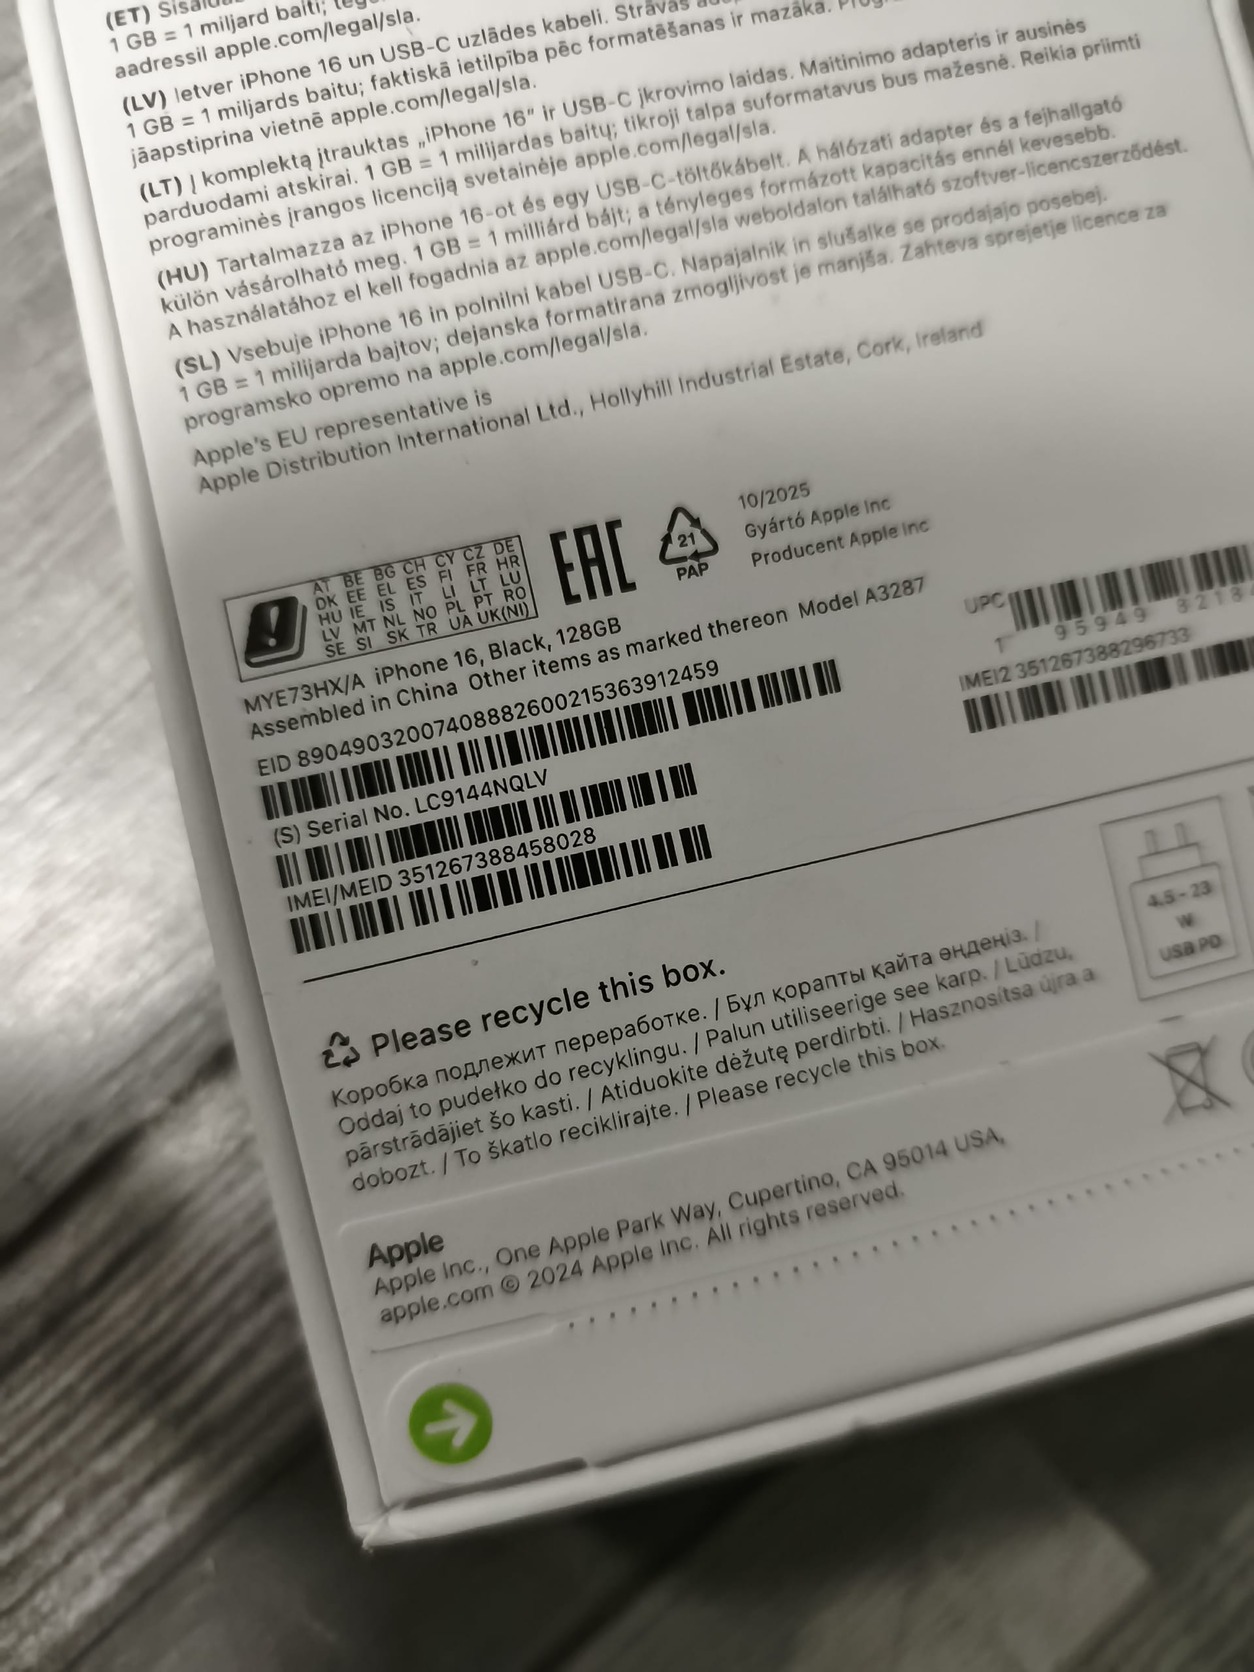 (ET)
1 GB = 1 miljard baiti;
aadressil apple.com/legal/sla.
(LV) Ietver iPhone 16 un USB-C uzlādes kabeli. Strāvas
1 GB = 1 miljards baitu; faktiskā ietilpība pēc formatēšanas ir mazāka.
jāapstiprina vietnē apple.com/legal/sla.
(LT) Į komplektą įtrauktas „iPhone 16“ ir USB-C įkrovimo laidas. Maitinimo adapteris ir ausinės
parduodami atskirai. 1 GB = 1 milijardas baitų; tikroji talpa suformatavus bus mažesnė. Reikia priimti
programinės įrangos licenciją svetainėje apple.com/legal/sla.
(HU) Tartalmazza az iPhone 16-ot és egy USB-C-töltőkábelt. A hálózati adapter és a fejhallgató
külön vásárolható meg. 1 GB = 1 milliárd bájt; a tényleges formázott kapacitás ennél kevesebb.
A használatához el kell fogadnia az apple.com/legal/sla weboldalon található szoftver-licencszerződést.
(SL) Vsebuje iPhone 16 in polnilni kabel USB-C. Napajalnik in slušalke se prodajajo posebej.
1 GB = 1 milijarda bajtov; dejanska formatirana zmogljivost je manjša. Zahteva sprejetje licence za
programsko opremo na apple.com/legal/sla.
Apple's EU representative is
Apple Distribution International Ltd., Hollyhill Industrial Estate, Cork, Ireland
AT BE BG CH CY CZ DE
DK EE EL ES FI FR HR
HU IE IS IT LI LT LU
LV MT NL NO PL PT RO
SE SI SK TR UA UK(NI)
EAC
21
PAP
10/2025
Gyártó Apple Inc
Producent Apple Inc
MYE73HX/A iPhone 16, Black, 128GB
Assembled in China Other items as marked thereon Model A3287
EID 89049032007408882600215363912459
(S) Serial No. LC9144NQLV
IMEI/MEID 351267388458028
UPC
1 95949 8218
IMEI2 351267388296733
4.5 - 23
W
USB PD
Please recycle this box.
Коробка подлежит переработке. / Бұл қорапты қайта өңдеңіз. /
Oddaj to pudełko do recyklingu. / Palun utiliseerige see karp. / Lūdzu,
pārstrādājiet šo kasti. / Atiduokite dėžutę perdirbti. / Hasznosítsa újra a
dobozt. / To škatlo reciklirajte. / Please recycle this box.
Apple
Apple Inc., One Apple Park Way, Cupertino, CA 95014 USA,
apple.com © 2024 Apple Inc. All rights reserved.